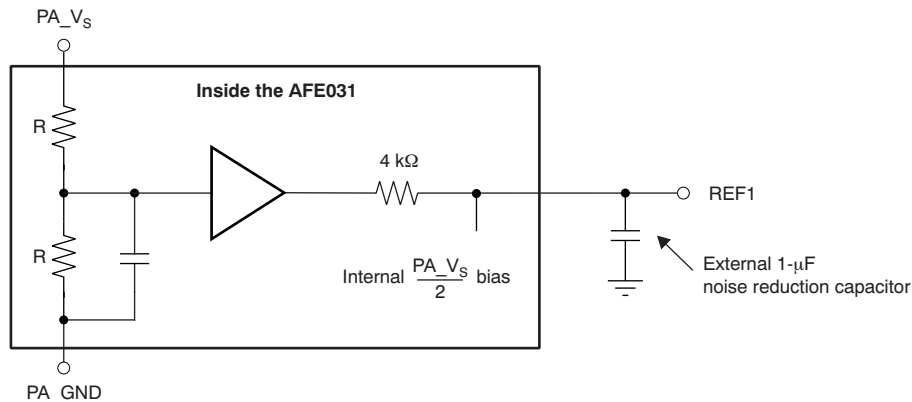 PA_VS
Inside the AFE031
R
4 kΩ
REF1
R
Internal PA_VS/2 bias
External 1-μF
noise reduction capacitor
PA_GND